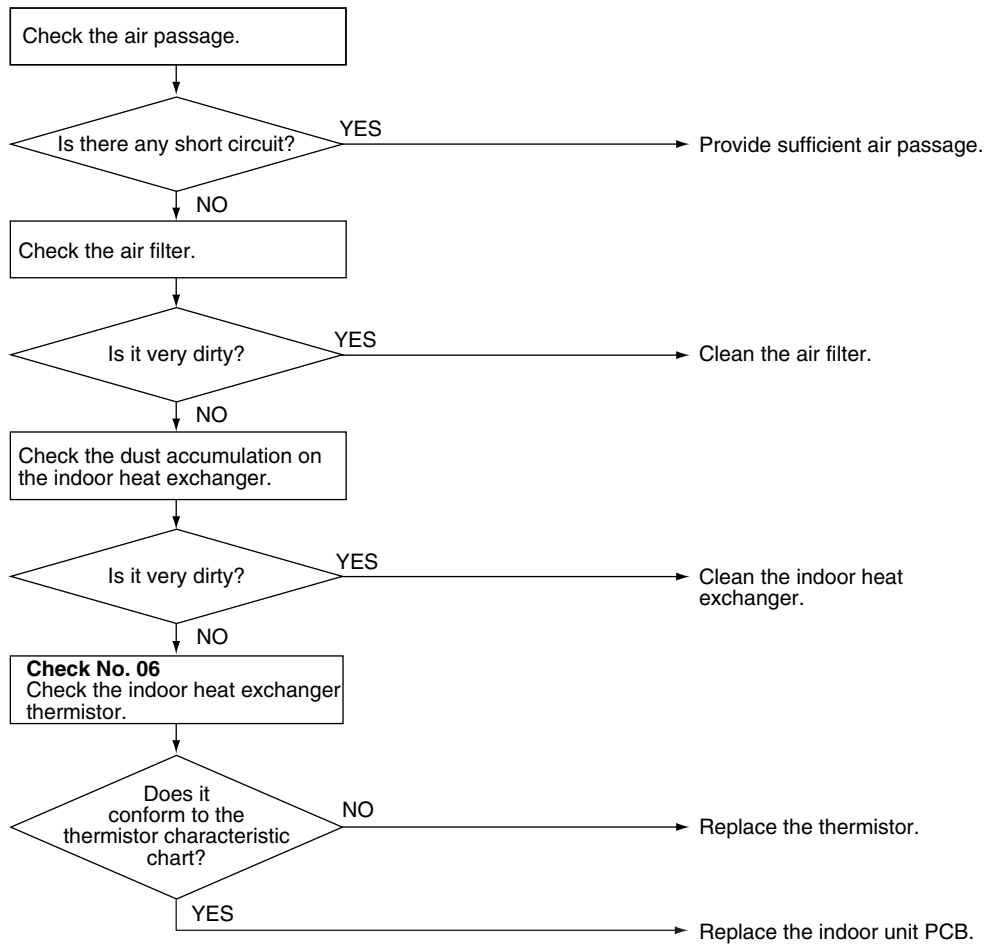 Check the air passage.
Is there any short circuit?
YES
Provide sufficient air passage.
NO
Check the air filter.
Is it very dirty?
YES
Clean the air filter.
NO
Check the dust accumulation on
the indoor heat exchanger.
Is it very dirty?
YES
Clean the indoor heat
exchanger.
NO
Check No. 06
Check the indoor heat exchanger
thermistor.
Does it
conform to the
thermistor characteristic
chart?
NO
Replace the thermistor.
YES
Replace the indoor unit PCB.